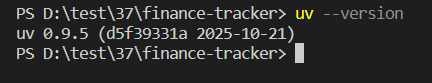 PS D:\test\37\finance-tracker> uv --version
uv 0.9.5 (d5f39331a 2025-10-21)
PS D:\test\37\finance-tracker>